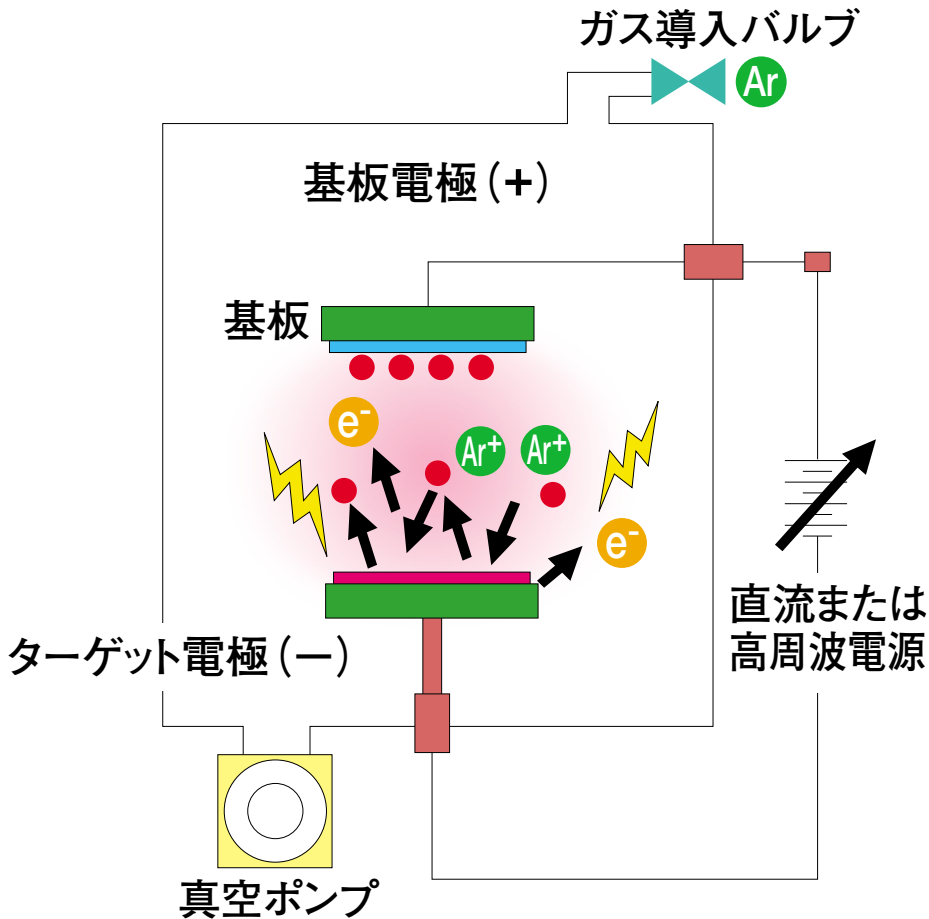 ガス導入バルブ
Ar
基板電極(+)
基板
e⁻
Ar⁺
Ar⁺
e⁻
直流または
高周波電源
ターゲット電極(ー)
真空ポンプ